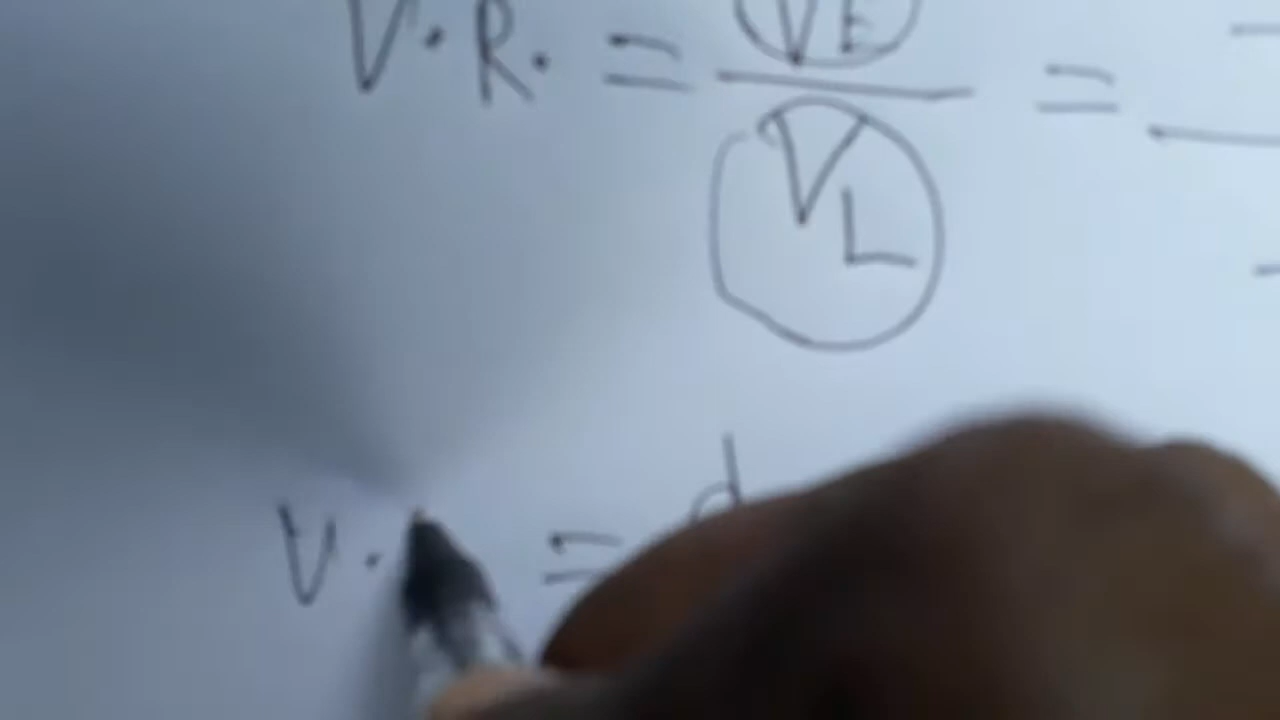 V.R. = VE / VL =
V. = d